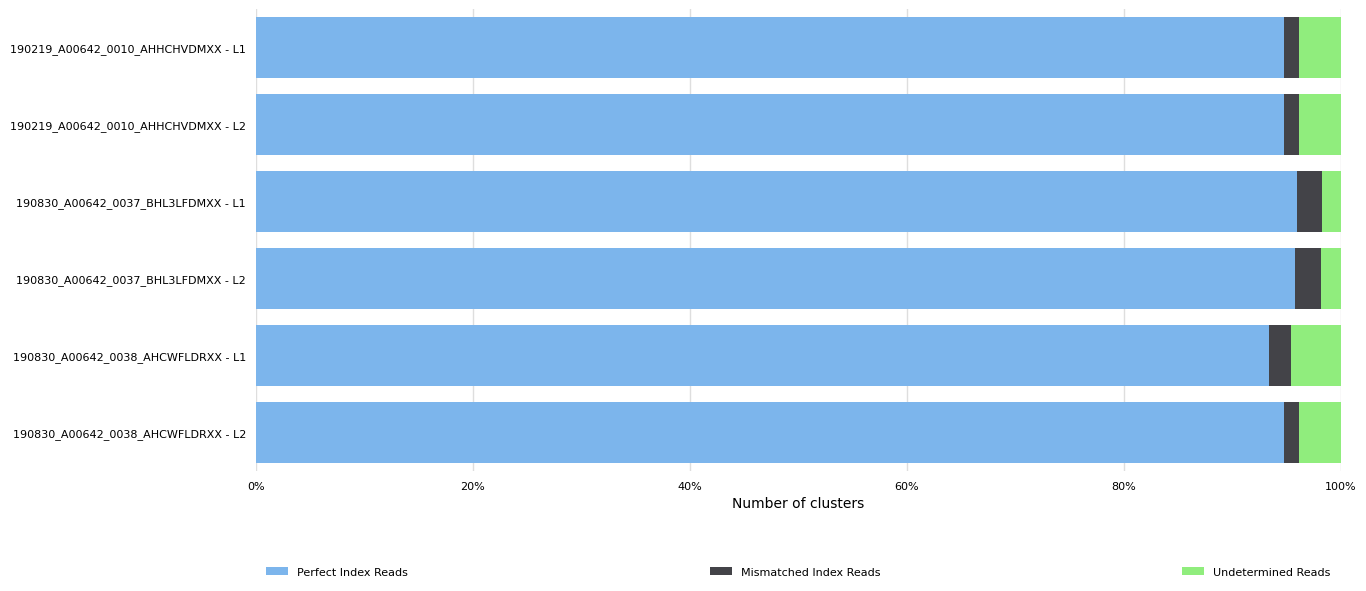 190219_A00642_0010_AHHCHVDMXX - L1
190219_A00642_0010_AHHCHVDMXX - L2
190830_A00642_0037_BHL3LFDMXX - L1
190830_A00642_0037_BHL3LFDMXX - L2
190830_A00642_0038_AHCWFLDRXX - L1
190830_A00642_0038_AHCWFLDRXX - L2
0% 20% 40% 60% 80% 100%
Number of clusters
Perfect Index Reads Mismatched Index Reads Undetermined Reads